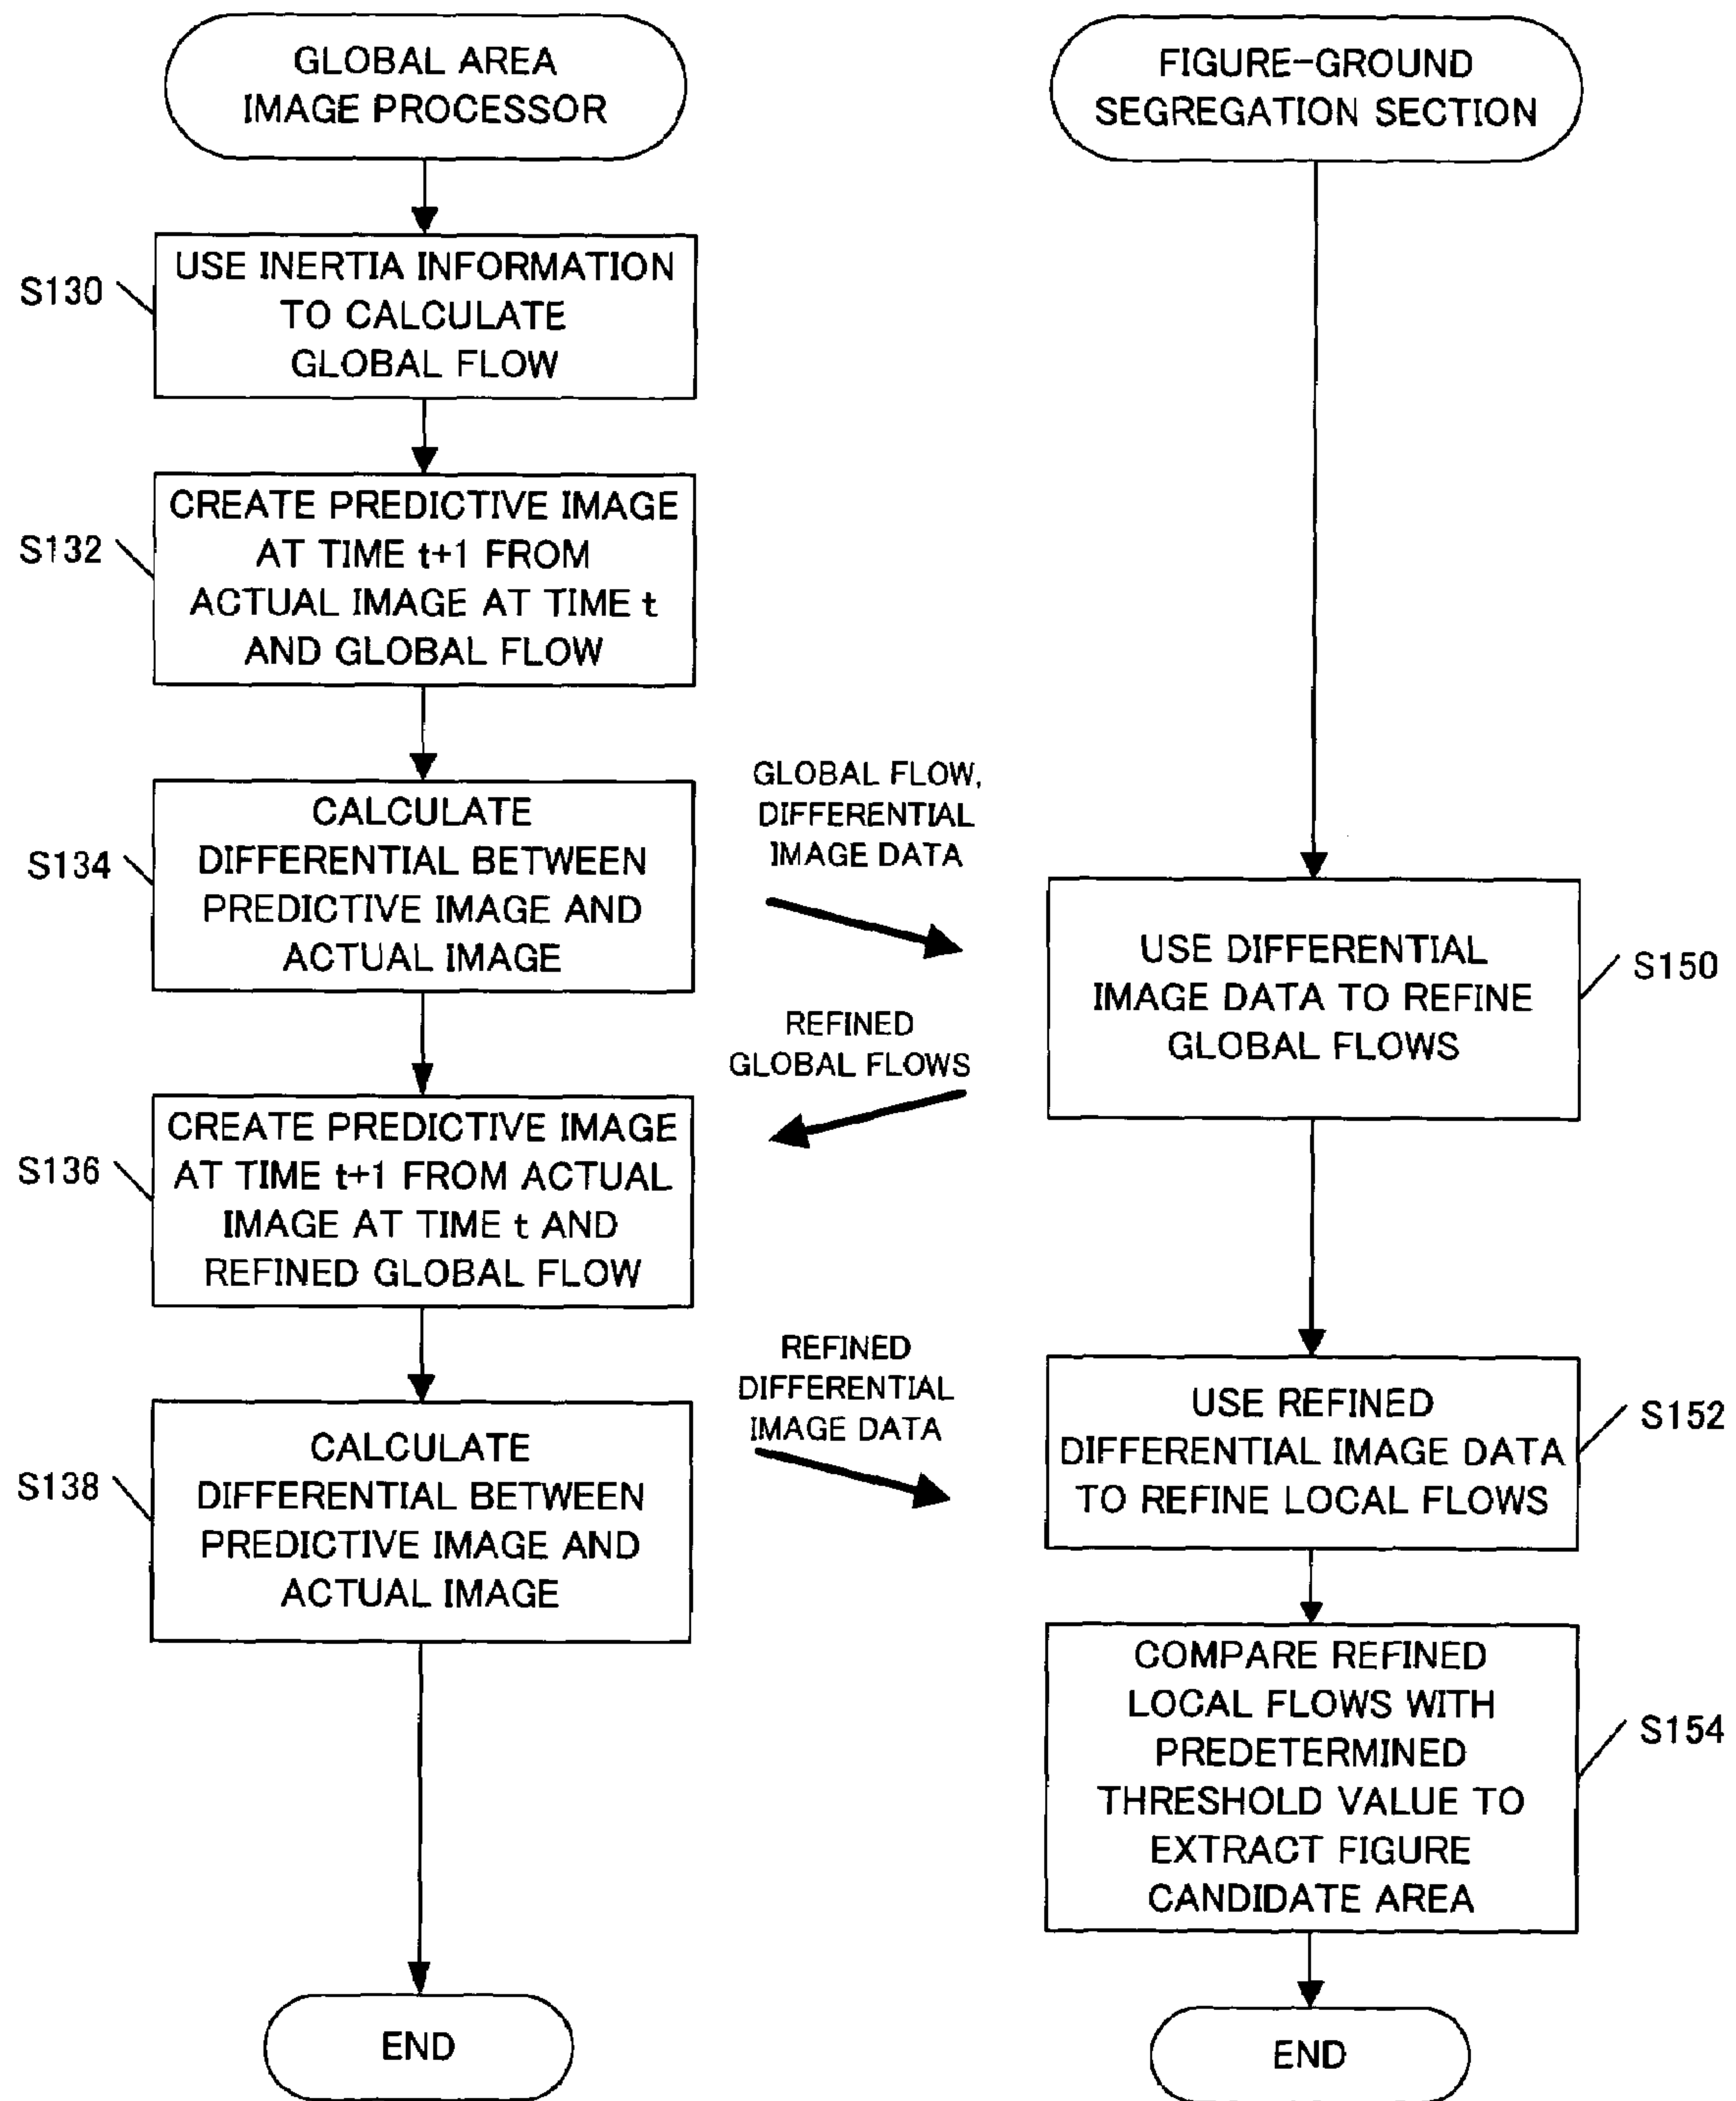 GLOBAL AREA
IMAGE PROCESSOR
FIGURE-GROUND
SEGREGATION SECTION
S130
USE INERTIA INFORMATION
TO CALCULATE
GLOBAL FLOW
S132
CREATE PREDICTIVE IMAGE
AT TIME t+1 FROM
ACTUAL IMAGE AT TIME t
AND GLOBAL FLOW
S134
CALCULATE
DIFFERENTIAL BETWEEN
PREDICTIVE IMAGE AND
ACTUAL IMAGE
GLOBAL FLOW,
DIFFERENTIAL
IMAGE DATA
USE DIFFERENTIAL
IMAGE DATA TO REFINE
GLOBAL FLOWS
S150
REFINED
GLOBAL FLOWS
S136
CREATE PREDICTIVE IMAGE
AT TIME t+1 FROM ACTUAL
IMAGE AT TIME t AND
REFINED GLOBAL FLOW
S138
CALCULATE
DIFFERENTIAL BETWEEN
PREDICTIVE IMAGE AND
ACTUAL IMAGE
REFINED
DIFFERENTIAL
IMAGE DATA
USE REFINED
DIFFERENTIAL IMAGE DATA
TO REFINE LOCAL FLOWS
S152
COMPARE REFINED
LOCAL FLOWS WITH
PREDETERMINED
THRESHOLD VALUE TO
EXTRACT FIGURE
CANDIDATE AREA
S154
END
END